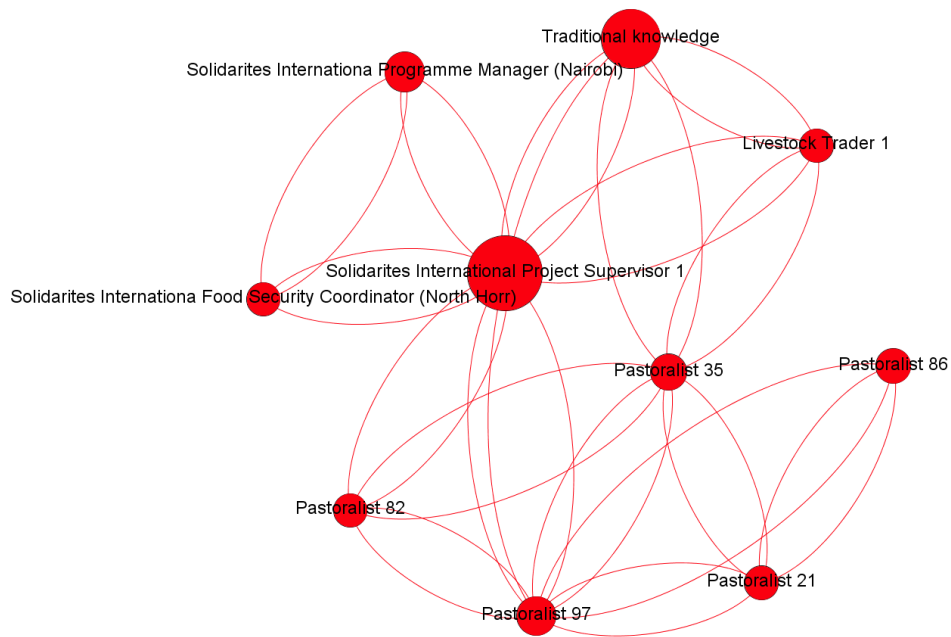 Traditional knowledge
Solidarites Internationa Programme Manager (Nairobi)
Livestock Trader 1
Solidarites International Project Supervisor 1
Solidarites Internationa Food Security Coordinator (North Horr)
Pastoralist 35
Pastoralist 86
Pastoralist 82
Pastoralist 21
Pastoralist 97